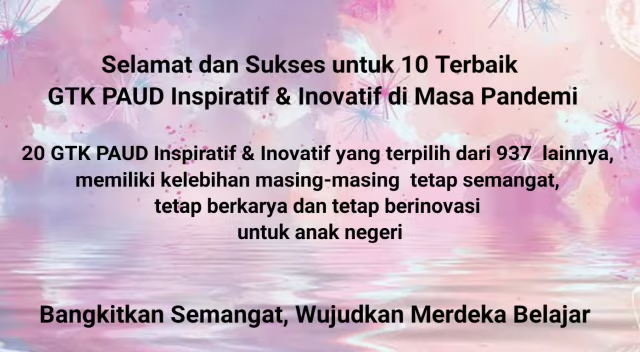 Selamat dan Sukses untuk 10 Terbaik
GTK PAUD Inspiratif & Inovatif di Masa Pandemi
20 GTK PAUD Inspiratif & Inovatif yang terpilih dari 937 lainnya,
memiliki kelebihan masing-masing tetap semangat,
tetap berkarya dan tetap berinovasi
untuk anak negeri
Bangkitkan Semangat, Wujudkan Merdeka Belajar